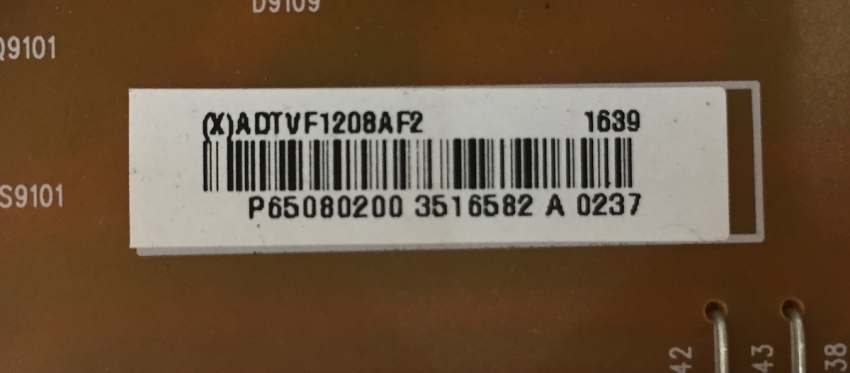 D9109
Q9101
(X)ADTVF1208AF2 1639
S9101
P65080200 3516582 A 0237
42
43
38